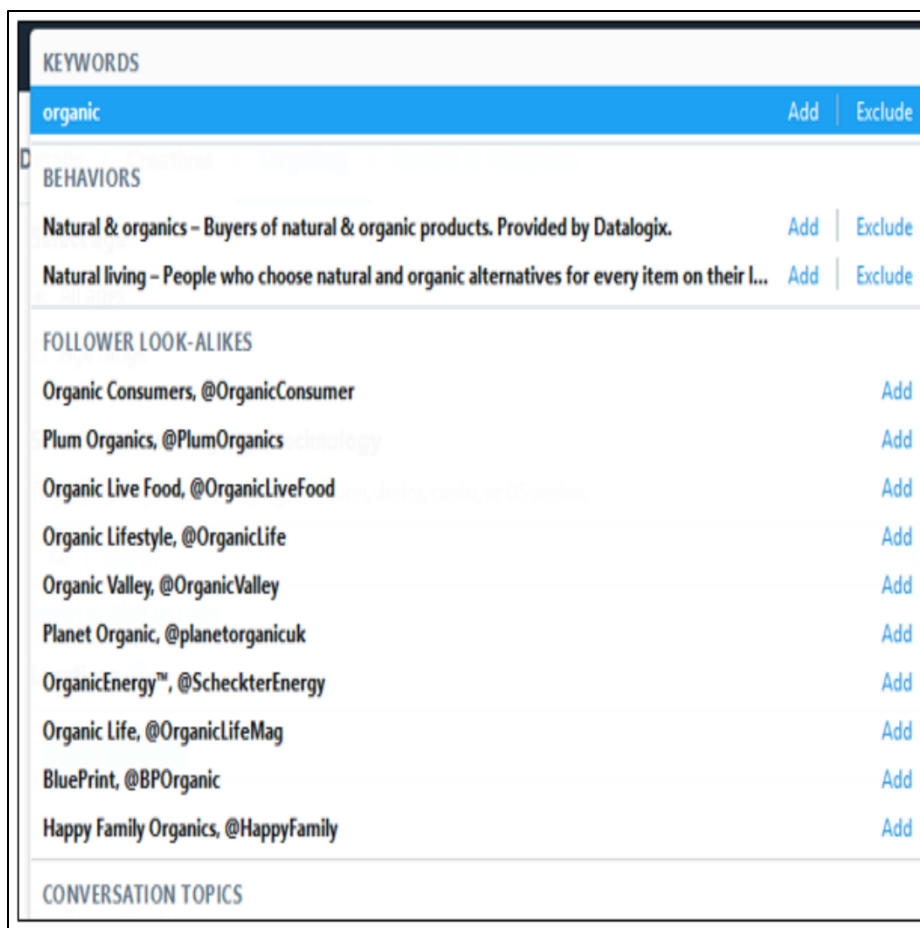 KEYWORDS
organic Add Exclude
BEHAVIORS
Natural & organics – Buyers of natural & organic products. Provided by Datalogix. Add Exclude
Natural living – People who choose natural and organic alternatives for every item on their l... Add Exclude
FOLLOWER LOOK-ALIKES
Organic Consumers, @OrganicConsumer Add
Plum Organics, @PlumOrganics Add
Organic Live Food, @OrganicLiveFood Add
Organic Lifestyle, @OrganicLife Add
Organic Valley, @OrganicValley Add
Planet Organic, @planetorganicuk Add
OrganicEnergy™, @ScheckterEnergy Add
Organic Life, @OrganicLifeMag Add
BluePrint, @BPOrganic Add
Happy Family Organics, @HappyFamily Add
CONVERSATION TOPICS